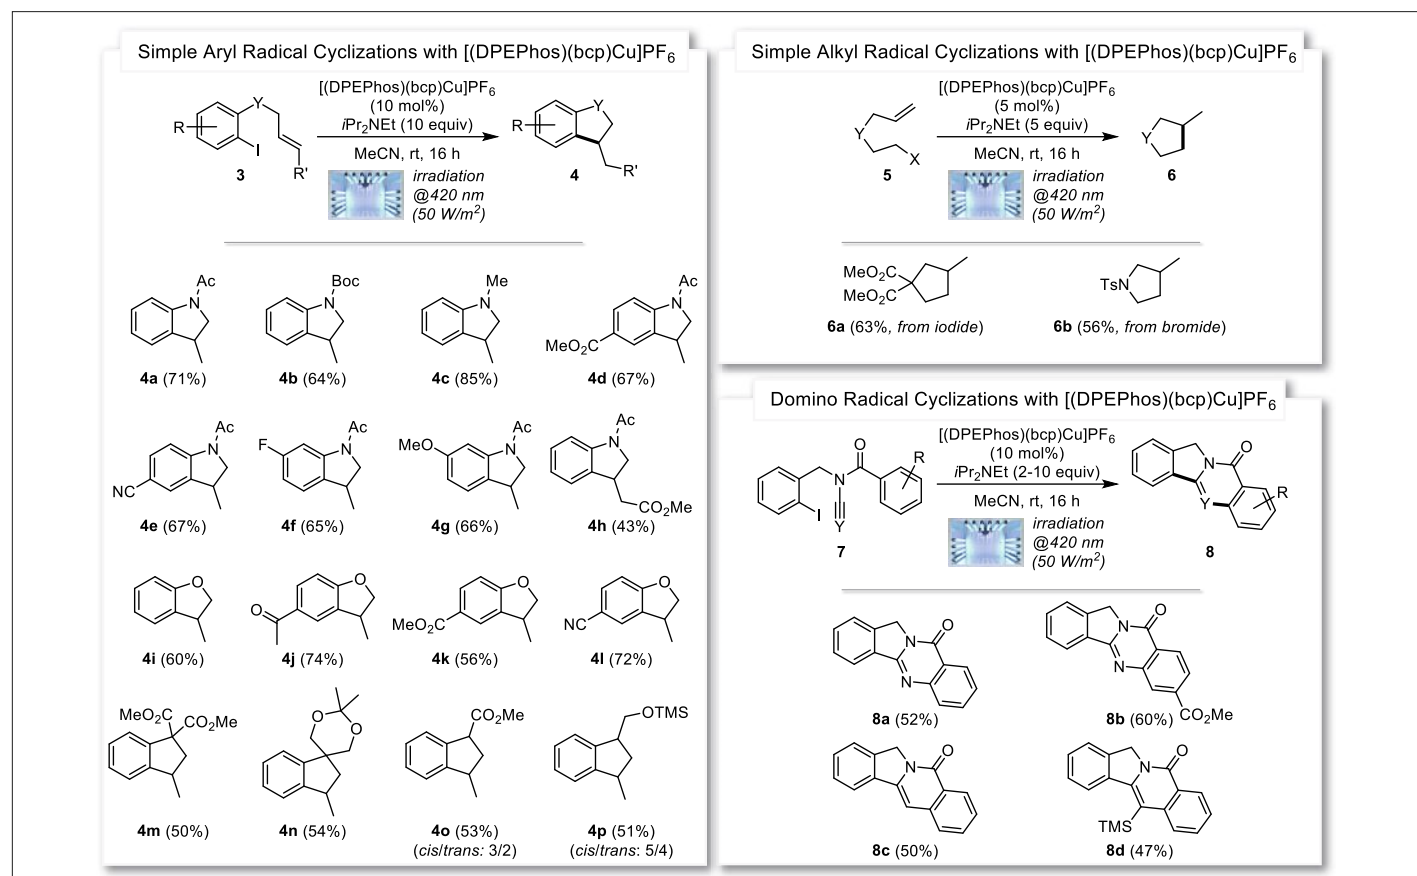 Simple Aryl Radical Cyclizations with [(DPEPhos)(bcp)Cu]PF6
R
Y
I
R'
3
[(DPEPhos)(bcp)Cu]PF6
(10 mol%)
iPr2NEt (10 equiv)
MeCN, rt, 16 h
irradiation
@420 nm
(50 W/m²)
R
Y
R'
4
Ac
N
4a (71%)
Boc
N
4b (64%)
Me
N
4c (85%)
Ac
N
MeO2C
4d (67%)
Ac
N
NC
4e (67%)
F
Ac
N
4f (65%)
MeO
Ac
N
4g (66%)
Ac
N
CO2Me
4h (43%)
O
4i (60%)
O
O
4j (74%)
O
MeO2C
4k (56%)
O
NC
4l (72%)
MeO2C
CO2Me
4m (50%)
O
O
4n (54%)
CO2Me
4o (53%)
(cis/trans: 3/2)
OTMS
4p (51%)
(cis/trans: 5/4)
Simple Alkyl Radical Cyclizations with [(DPEPhos)(bcp)Cu]PF6
Y
X
5
[(DPEPhos)(bcp)Cu]PF6
(5 mol%)
iPr2NEt (5 equiv)
MeCN, rt, 16 h
irradiation
@420 nm
(50 W/m²)
Y
6
MeO2C
MeO2C
6a (63%, from iodide)
TsN
6b (56%, from bromide)
Domino Radical Cyclizations with [(DPEPhos)(bcp)Cu]PF6
O
R
N
I
Y
7
[(DPEPhos)(bcp)Cu]PF6
(10 mol%)
iPr2NEt (2-10 equiv)
MeCN, rt, 16 h
irradiation
@420 nm
(50 W/m²)
O
N
R
Y
8
O
N
N
8a (52%)
O
N
N
CO2Me
8b (60%)
O
N
8c (50%)
O
N
TMS
8d (47%)